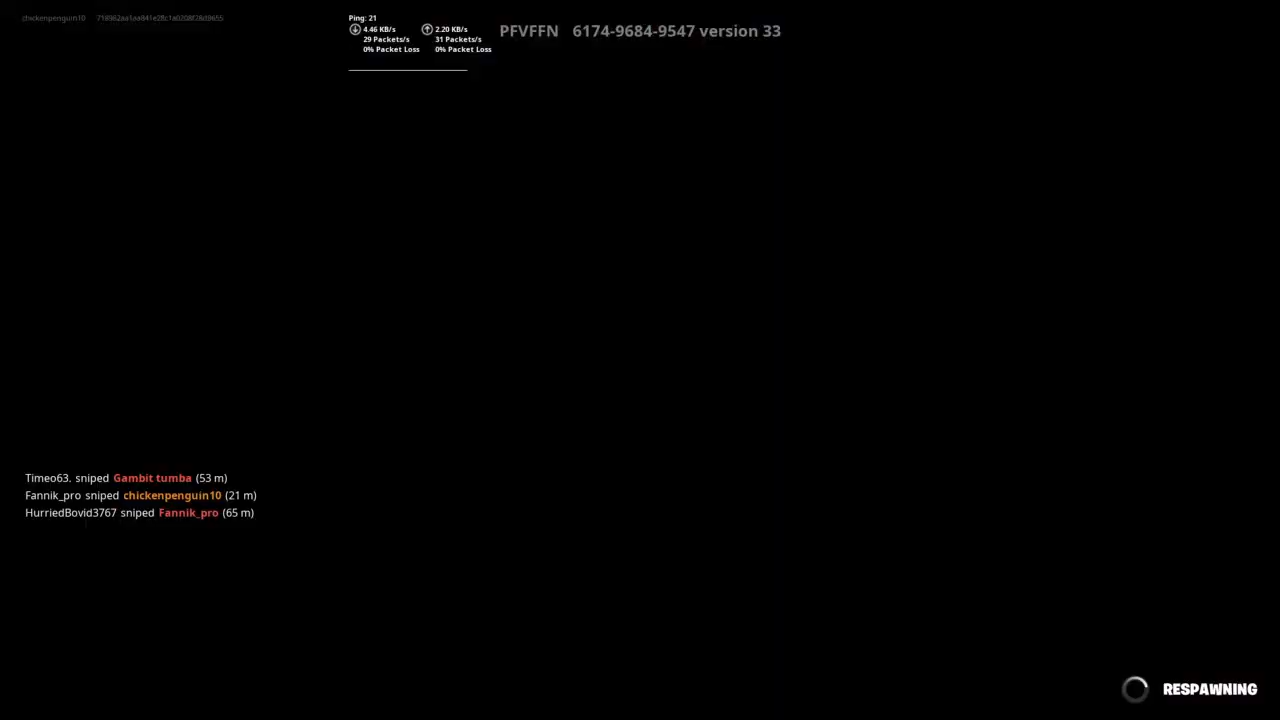 chickenpenguin10
Ping: 21
4.46 KB/s 2.20 KB/s
29 Packets/s 31 Packets/s
0% Packet Loss 0% Packet Loss
PFVFFN 6174-9684-9547 version 33
Timeo63. sniped Gambit tumba (53 m)
Fannik_pro sniped chickenpenguin10 (21 m)
HurriedBovid3767 sniped Fannik_pro (65 m)
RESPAWNING